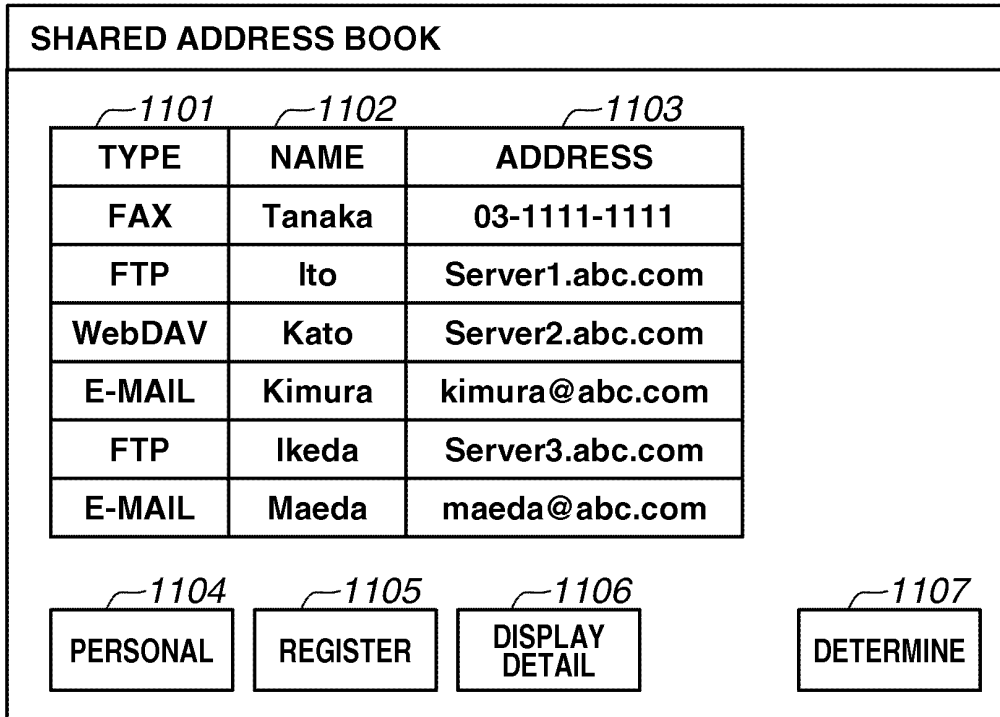 SHARED ADDRESS BOOK
1101 1102 1103
TYPE NAME ADDRESS
FAX Tanaka 03-1111-1111
FTP Ito Server1.abc.com
WebDAV Kato Server2.abc.com
E-MAIL Kimura kimura@abc.com
FTP Ikeda Server3.abc.com
E-MAIL Maeda maeda@abc.com
1104 1105 1106 1107
PERSONAL REGISTER DISPLAY DETERMINE
DETAIL